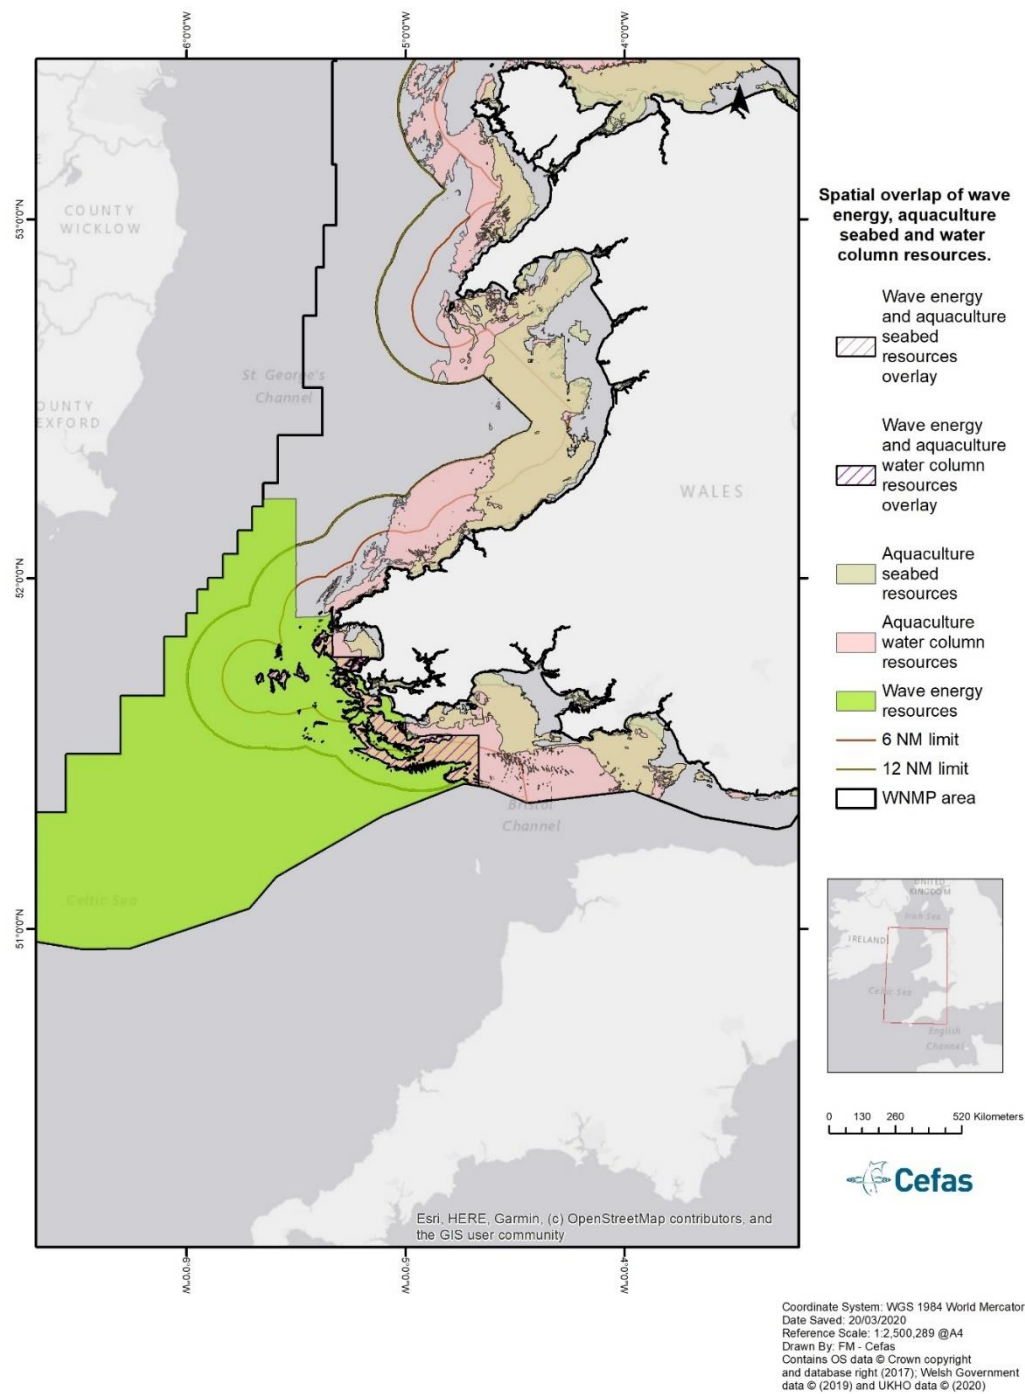 6°0'0"W
5°0'0"W
4°0'0"W
53°0'0"N
52°0'0"N
51°0'0"N
COUNTY
WICKLOW
OUNTY
EXFORD
St. George's
Channel
WALES
Bristol
Channel
Celtic Sea
Esri, HERE, Garmin, (c) OpenStreetMap contributors, and
the GIS user community
6°0'0"W
5°0'0"W
4°0'0"W
Spatial overlap of wave
energy, aquaculture
seabed and water
column resources.
Wave energy
and aquaculture
seabed
resources
overlay
Wave energy
and aquaculture
water column
resources
overlay
Aquaculture
seabed
resources
Aquaculture
water column
resources
Wave energy
resources
6 NM limit
12 NM limit
WNMP area
UNITED
KINGDOM
Irish Sea
IRELAND
Celtic Sea
English
Channel
0 130 260 520 Kilometers
Cefas
Coordinate System: WGS 1984 World Mercator
Date Saved: 20/03/2020
Reference Scale: 1:2,500,289 @A4
Drawn By: FM - Cefas
Contains OS data © Crown copyright
and database right (2017); Welsh Government
data © (2019) and UKHO data © (2020)